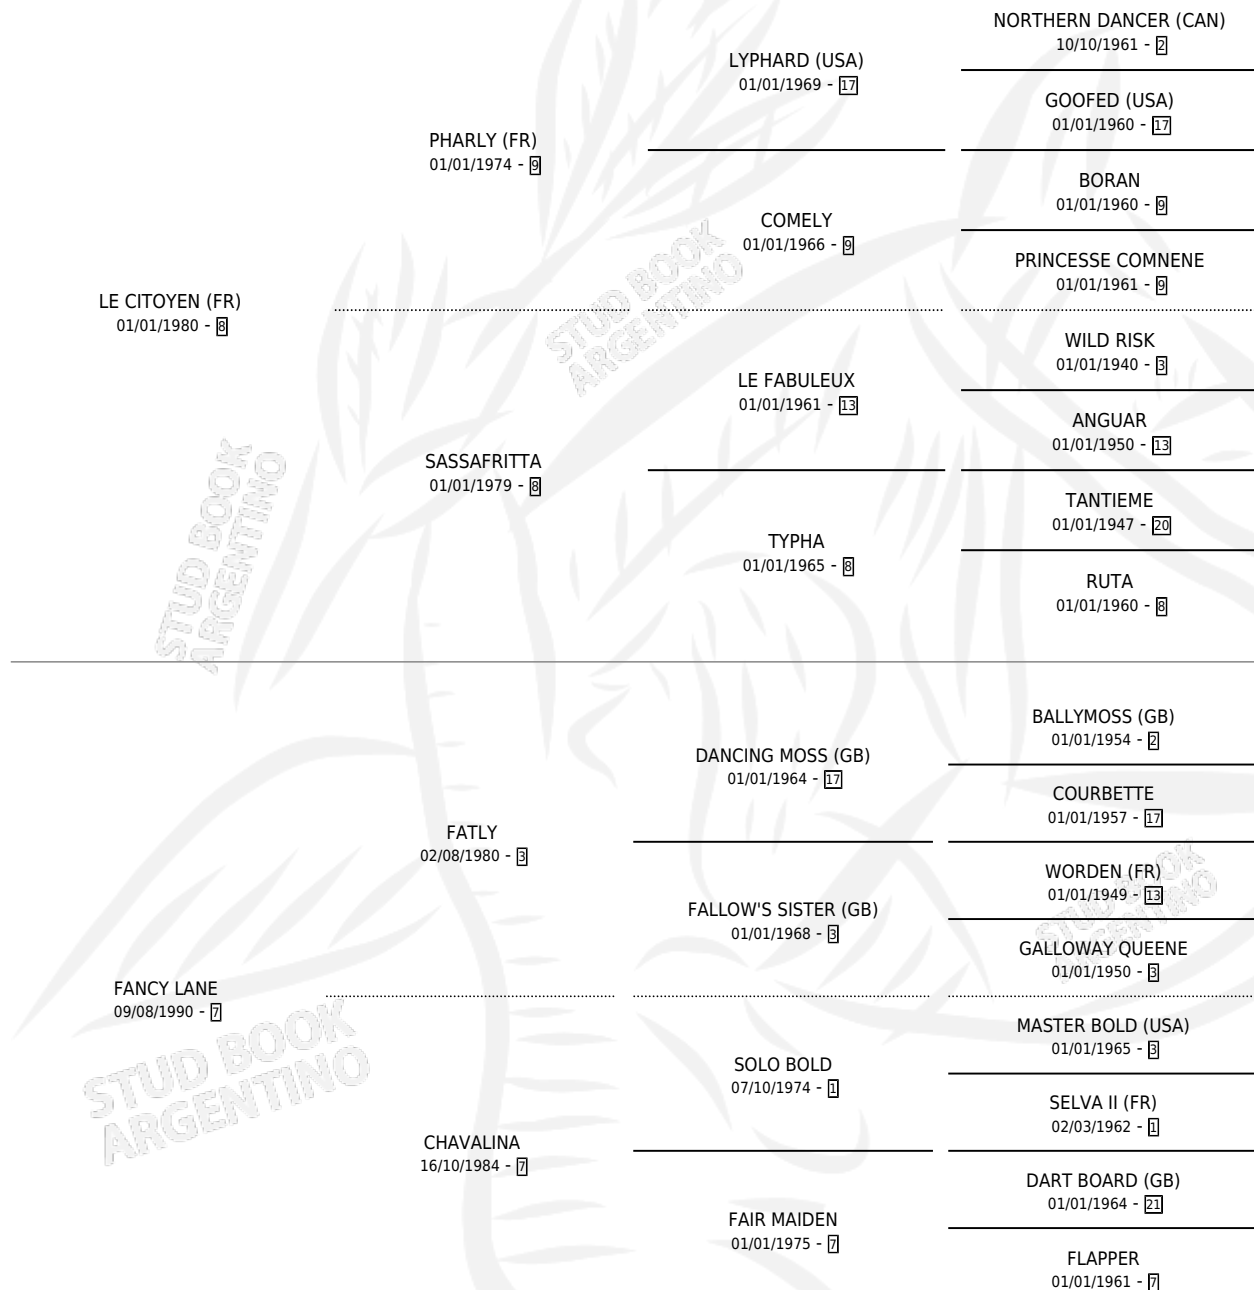 NORTHERN DANCER (CAN)
10/10/1961 - 2
LYPHARD (USA)
01/01/1969 - 17
GOOFED (USA)
01/01/1960 - 17
PHARLY (FR)
01/01/1974 - 9
BORAN
01/01/1960 - 9
COMELY
01/01/1966 - 9
PRINCESSE COMNENE
01/01/1961 - 9
LE CITOYEN (FR)
01/01/1980 - 8
STUD BOOK
ARGENTINO
WILD RISK
01/01/1940 - 3
LE FABULEUX
01/01/1961 - 13
ANGUAR
01/01/1950 - 13
SASSAFRITTA
01/01/1979 - 8
TANTIEME
01/01/1947 - 20
TYPHA
01/01/1965 - 8
RUTA
01/01/1960 - 8
STUD BOOK
ARGENTINO
BALLYMOSS (GB)
01/01/1954 - 2
DANCING MOSS (GB)
01/01/1964 - 17
COURBETTE
01/01/1957 - 17
FATLY
02/08/1980 - 3
WORDEN (FR)
01/01/1949 - 13
STUD BOOK
ARGENTINO
FALLOW'S SISTER (GB)
01/01/1968 - 3
GALLOWAY QUEENE
01/01/1950 - 3
FANCY LANE
09/08/1990 - 7
STUD BOOK
ARGENTINO
MASTER BOLD (USA)
01/01/1965 - 3
SOLO BOLD
07/10/1974 - 1
SELVA II (FR)
02/03/1962 - 1
CHAVALINA
16/10/1984 - 7
DART BOARD (GB)
01/01/1964 - 21
FAIR MAIDEN
01/01/1975 - 7
FLAPPER
01/01/1961 - 7